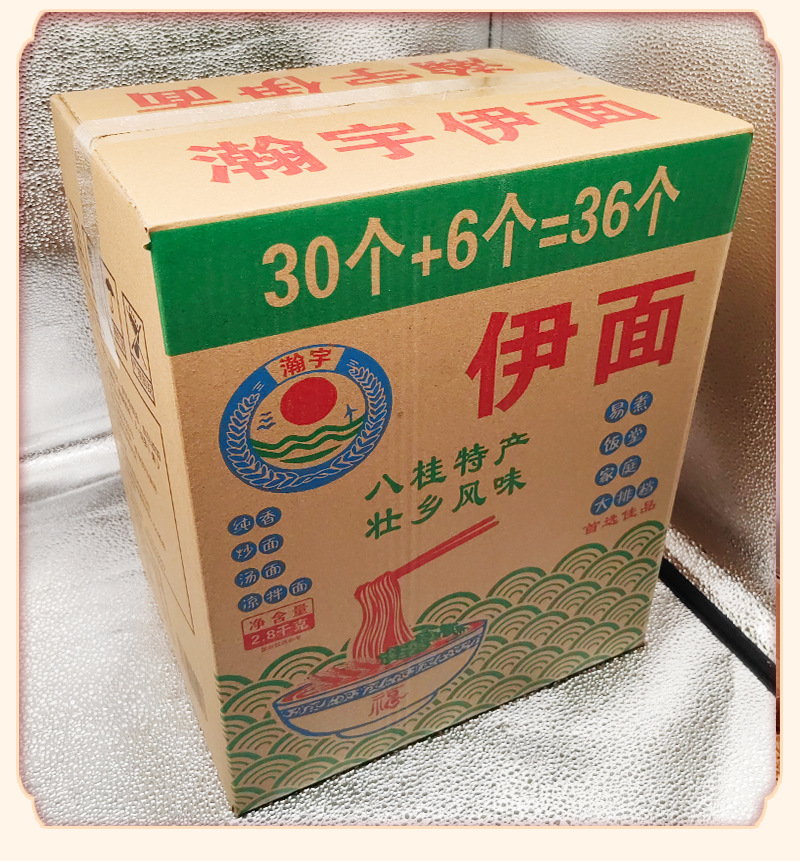 瀚宇伊面
瀚宇伊面
30个+6个=36个
瀚宇
伊面
八桂特产
壮乡风味
易煮
饭堂
家庭
大排档
首选佳品
纯香
炒面
汤面
凉拌面
净含量
2.8千克
福